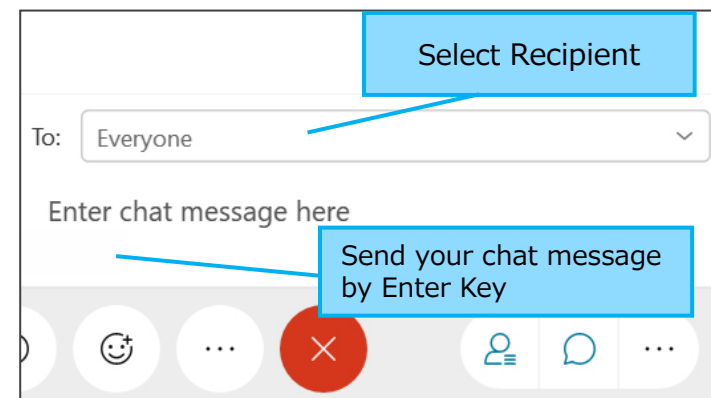 Select Recipient
To: Everyone
Enter chat message here
Send your chat message
by Enter Key